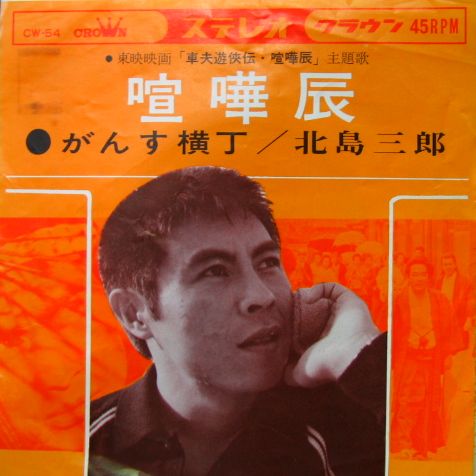 CW-54 CROWN ステレオ クラウン 45RPM
●東映映画「車夫遊俠伝・喧嘩辰」主題歌
喧嘩辰
●がんす横丁／北島三郎